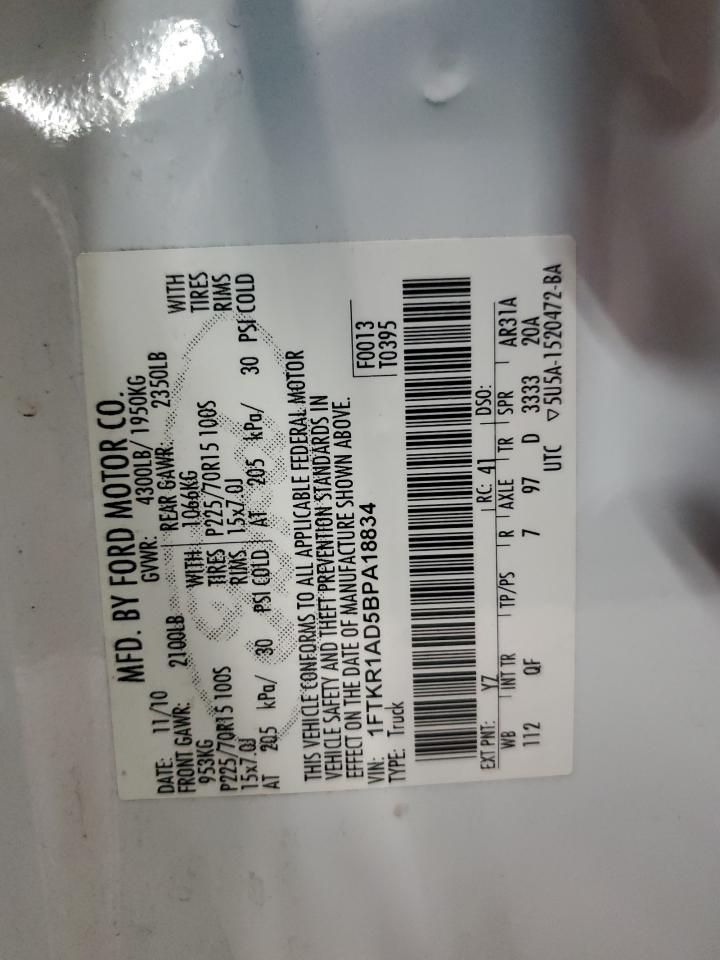 MFD. BY FORD MOTOR CO.
DATE: 11/10 GVWR: 4300LB/ 1950KG
FRONT GAWR: 2100LB REAR GAWR: 2350LB
953KG WITH 1066KG WITH
P225/70R15 100S TIRES P225/70R15 100S TIRES
15x7.0J RIMS 15x7.0J RIMS
AT 205 kPa/ 30 PSI COLD AT 205 kPa/ 30 PSI COLD
THIS VEHICLE CONFORMS TO ALL APPLICABLE FEDERAL MOTOR
VEHICLE SAFETY AND THEFT PREVENTION STANDARDS IN
EFFECT ON THE DATE OF MANUFACTURE SHOWN ABOVE.
VIN: 1FTKR1AD5BPA18834 F0013
TYPE: Truck T0395
EXT PNT: YZ RC: 41 DSO:
WB INT TR TP/PS R AXLE TR SPR AR31A
112 QF 7 97 D 3333 20A
UTC ▽5U5A-1520472-BA